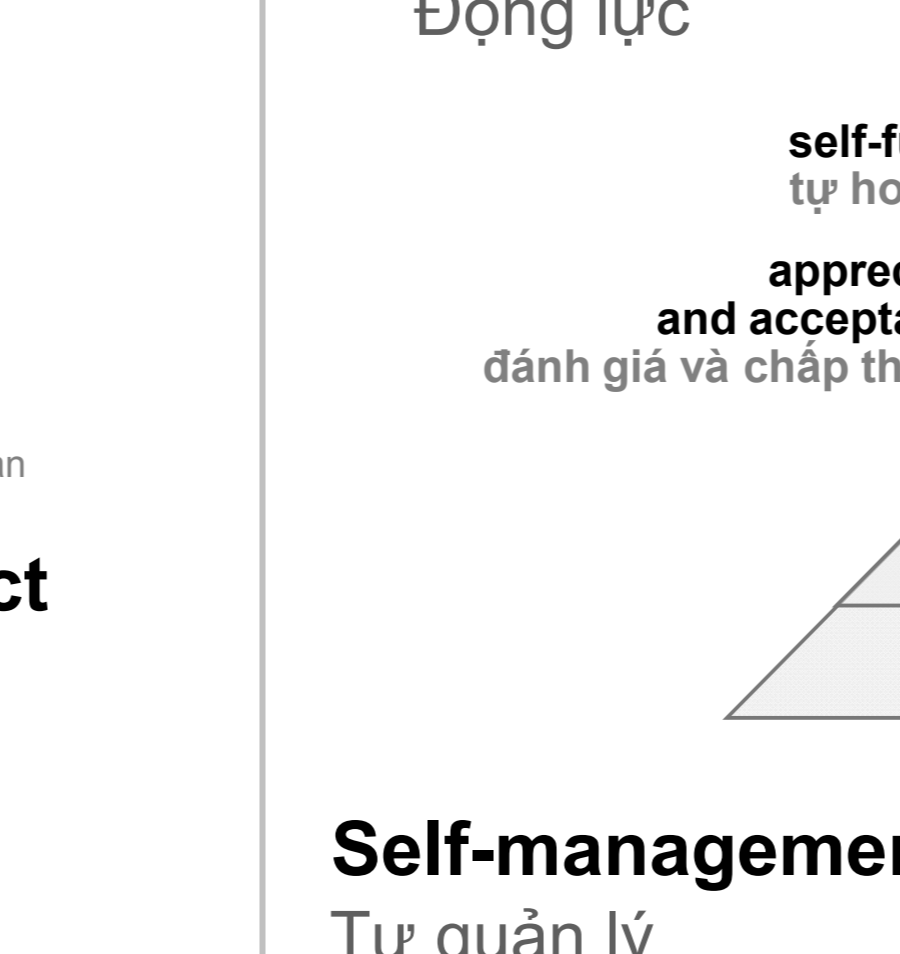 Động lực
self-f
tự ho
apprec
and accepta
đánh giá và chấp th
an
ct
Self-managemen
Tự quản lý